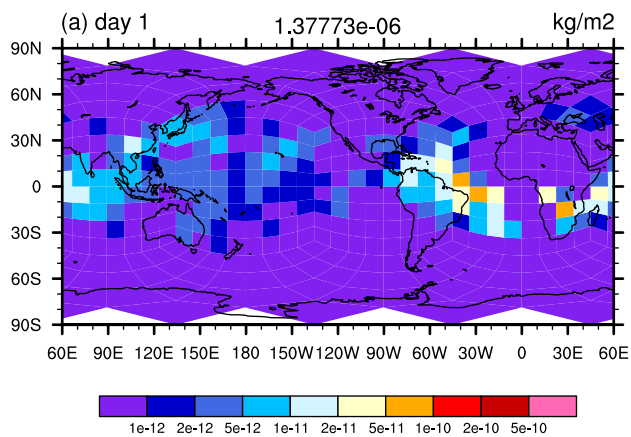 (a) day 1 1.37773e-06 kg/m2
90N
60N
30N
0
30S
60S
90S
60E 90E 120E 150E 180 150W 120W 90W 60W 30W 0 30E 60E
1e-12 2e-12 5e-12 1e-11 2e-11 5e-11 1e-10 2e-10 5e-10